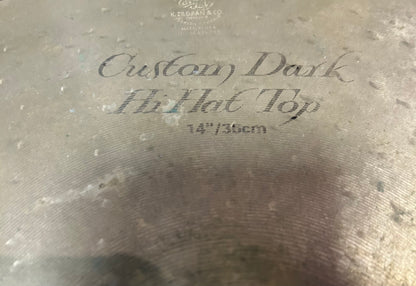 Custom Dark
Hi Hat Top
14"/36cm